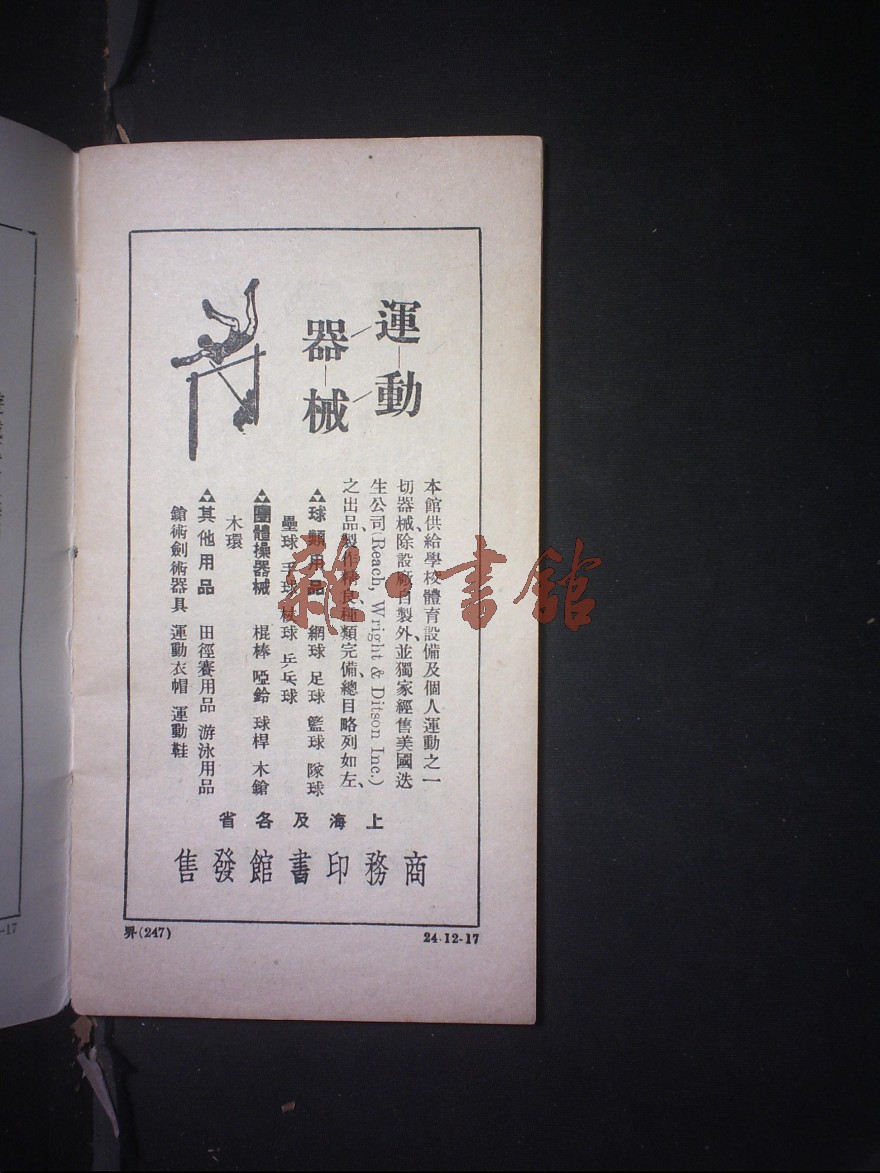 運動
器械
本館供給學校體育設備及個人運動之一
切器械、除設廠自製外、並獨家經售美國迭
生公司(Reach, Wright & Ditson Inc.)
之出品、製作精良、種類完備、總目略列如左、
球類用品 網球 足球 籃球 隊球
壘球 手球 杖球 乒乓球
團體操器械 棍棒 啞鈴 球桿 木鎗
木環
其他用品 田徑賽用品 游泳用品
鎗術劍術器具 運動衣帽 運動鞋
上海及各省
商務印書館發售
界(247)
24-12-17
雜·書館
-17